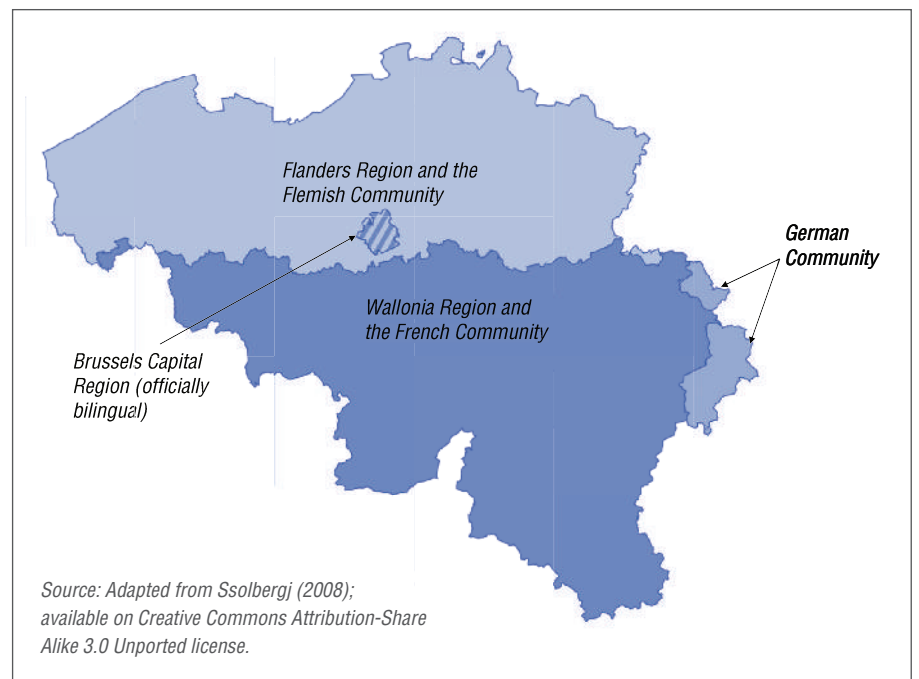 Flanders Region and the
Flemish Community
German
Community
Wallonia Region and
the French Community
Brussels Capital
Region (officially
bilingual)
Source: Adapted from Ssolbergj (2008);
available on Creative Commons Attribution-Share
Alike 3.0 Unported license.